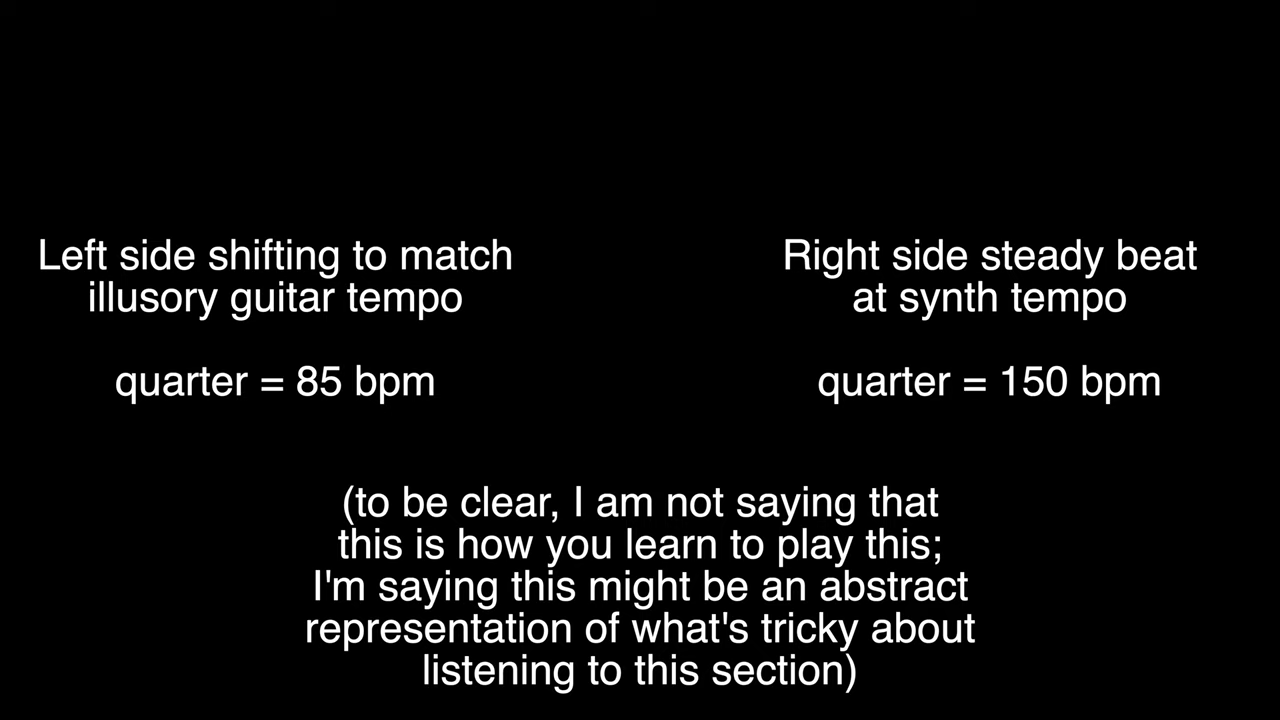 Left side shifting to match
illusory guitar tempo
quarter = 85 bpm
Right side steady beat
at synth tempo
quarter = 150 bpm
(to be clear, I am not saying that
this is how you learn to play this;
I'm saying this might be an abstract
representation of what's tricky about
listening to this section)